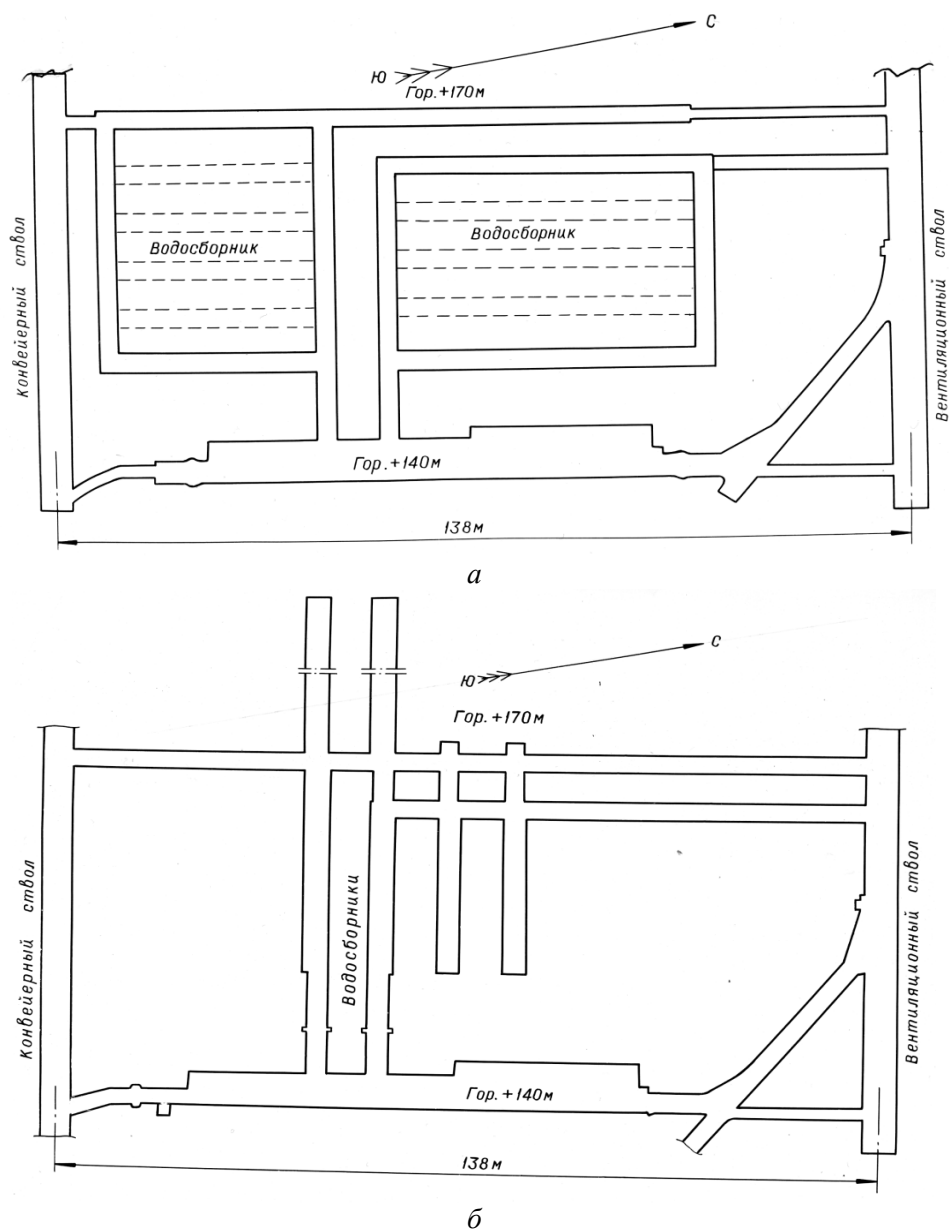 С
Ю
Гор. +170м
Конвейерный ствол
Водосборник
Водосборник
Вентиляционный ствол
Гор. +140м
138м
а
С
Ю
Гор. +170м
Конвейерный ствол
Водосборники
Вентиляционный ствол
Гор. +140м
138м
б